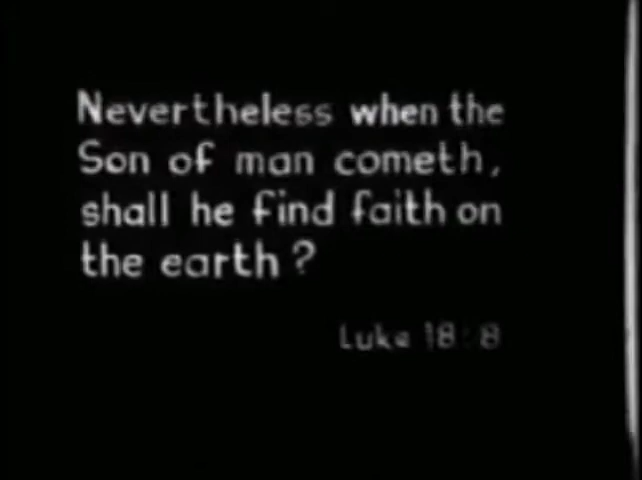 Nevertheless when the
Son of man cometh,
shall he find faith on
the earth?
Luke 18:8